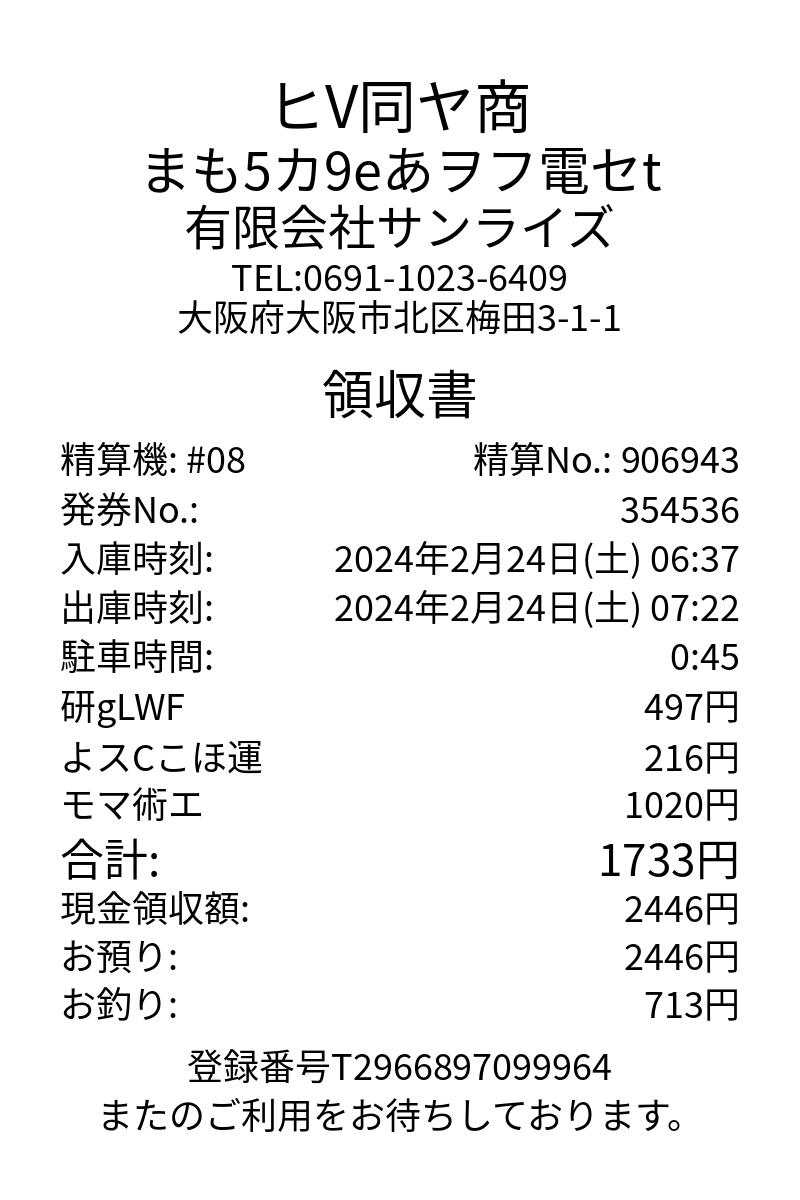 ヒV同ヤ商
まも5カ9eあヲフ電セt
有限会社サンライズ
TEL:0691-1023-6409
大阪府大阪市北区梅田3-1-1
領収書
精算機: #08 精算No.: 906943
発券No.: 354536
入庫時刻: 2024年2月24日(土) 06:37
出庫時刻: 2024年2月24日(土) 07:22
駐車時間: 0:45
研gLWF 497円
よスCこほ運 216円
モマ術エ 1020円
合計: 1733円
現金領収額: 2446円
お預り: 2446円
お釣り: 713円
登録番号T2966897099964
またのご利用をお待ちしております。